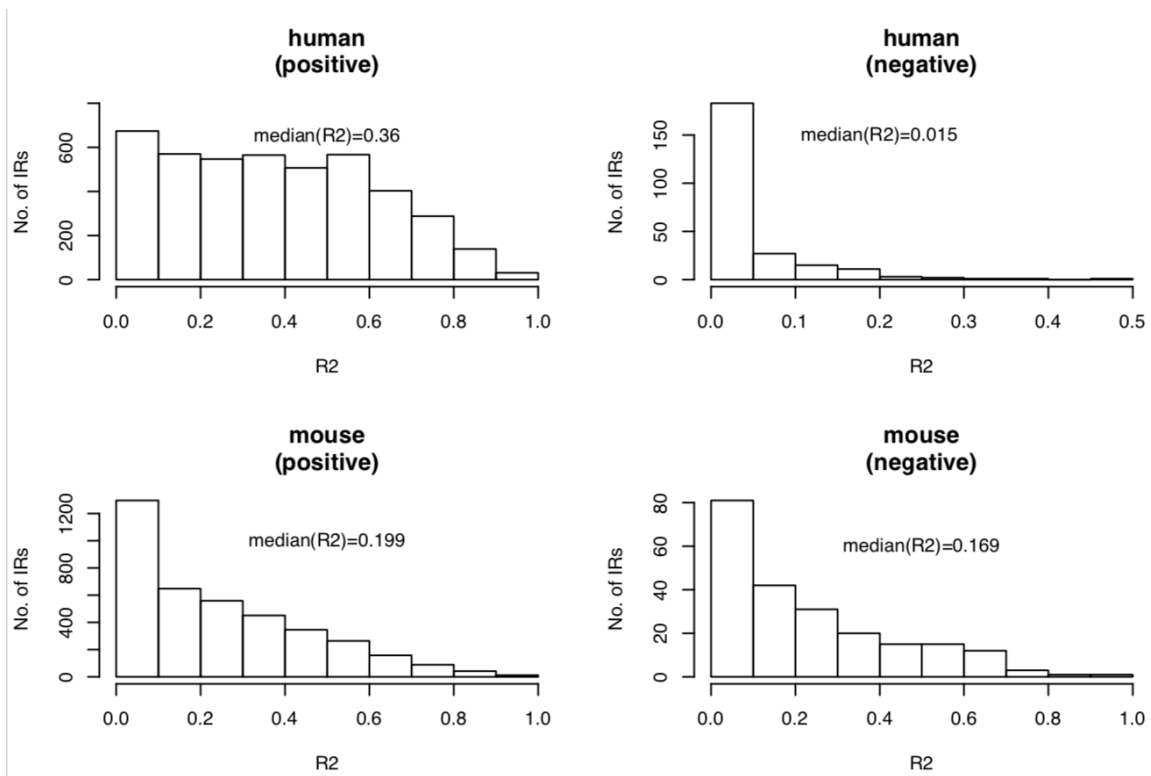 human
(positive)
median(R2)=0.36
No. of IRs
0
200
600
0.0
0.2
0.4
0.6
0.8
1.0
R2
human
(negative)
median(R2)=0.015
No. of IRs
0
50
100
150
0.0
0.1
0.2
0.3
0.4
0.5
R2
mouse
(positive)
median(R2)=0.199
No. of IRs
0
400
800
1200
0.0
0.2
0.4
0.6
0.8
1.0
R2
mouse
(negative)
median(R2)=0.169
No. of IRs
0
20
40
60
80
0.0
0.2
0.4
0.6
0.8
1.0
R2